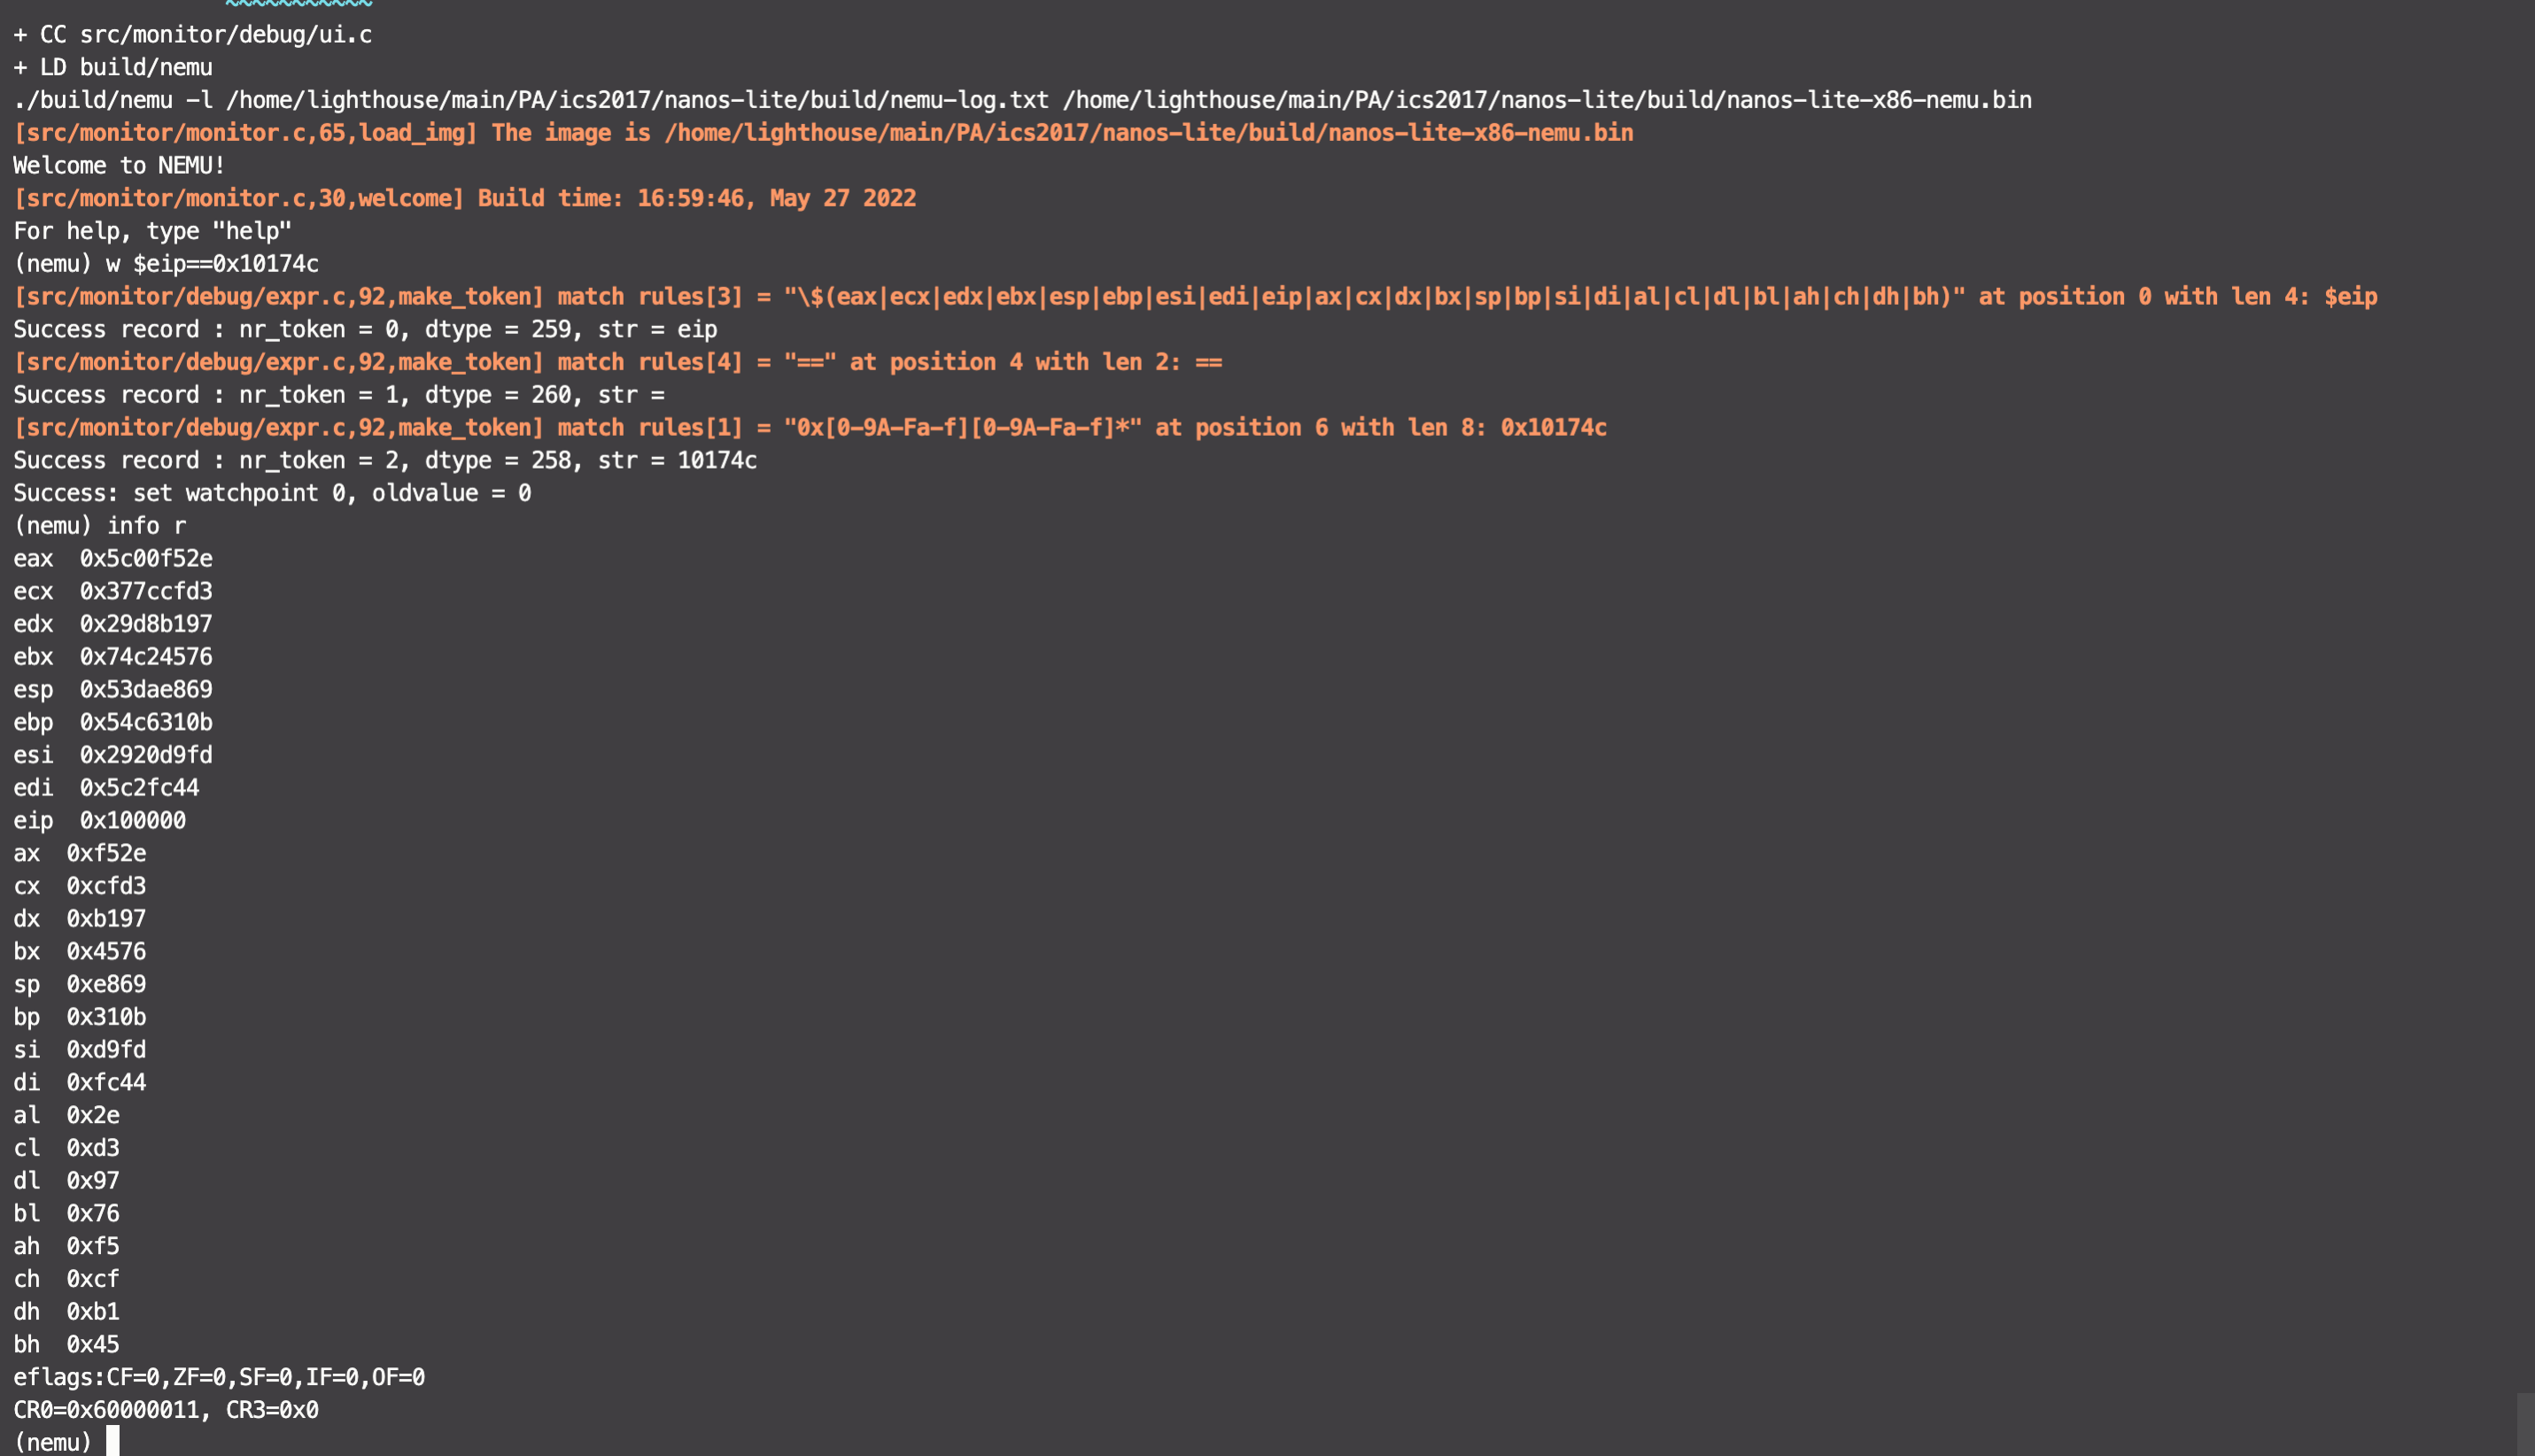 + CC src/monitor/debug/ui.c
+ LD build/nemu
./build/nemu -l /home/lighthouse/main/PA/ics2017/nanos-lite/build/nemu-log.txt /home/lighthouse/main/PA/ics2017/nanos-lite/build/nanos-lite-x86-nemu.bin
[src/monitor/monitor.c,65,load_img] The image is /home/lighthouse/main/PA/ics2017/nanos-lite/build/nanos-lite-x86-nemu.bin
Welcome to NEMU!
[src/monitor/monitor.c,30,welcome] Build time: 16:59:46, May 27 2022
For help, type "help"
(nemu) w $eip==0x10174c
[src/monitor/debug/expr.c,92,make_token] match rules[3] = "\$(eax|ecx|edx|ebx|esp|ebp|esi|edi|eip|ax|cx|dx|bx|sp|bp|si|di|al|cl|dl|bl|ah|ch|dh|bh)" at position 0 with len 4: $eip
Success record : nr_token = 0, dtype = 259, str = eip
[src/monitor/debug/expr.c,92,make_token] match rules[4] = "==" at position 4 with len 2: ==
Success record : nr_token = 1, dtype = 260, str =
[src/monitor/debug/expr.c,92,make_token] match rules[1] = "0x[0-9A-Fa-f][0-9A-Fa-f]*" at position 6 with len 8: 0x10174c
Success record : nr_token = 2, dtype = 258, str = 10174c
Success: set watchpoint 0, oldvalue = 0
(nemu) info r
eax  0x5c00f52e
ecx  0x377ccfd3
edx  0x29d8b197
ebx  0x74c24576
esp  0x53dae869
ebp  0x54c6310b
esi  0x2920d9fd
edi  0x5c2fc44
eip  0x100000
ax  0xf52e
cx  0xcfd3
dx  0xb197
bx  0x4576
sp  0xe869
bp  0x310b
si  0xd9fd
di  0xfc44
al  0x2e
cl  0xd3
dl  0x97
bl  0x76
ah  0xf5
ch  0xcf
dh  0xb1
bh  0x45
eflags:CF=0,ZF=0,SF=0,IF=0,OF=0
CR0=0x60000011, CR3=0x0
(nemu)